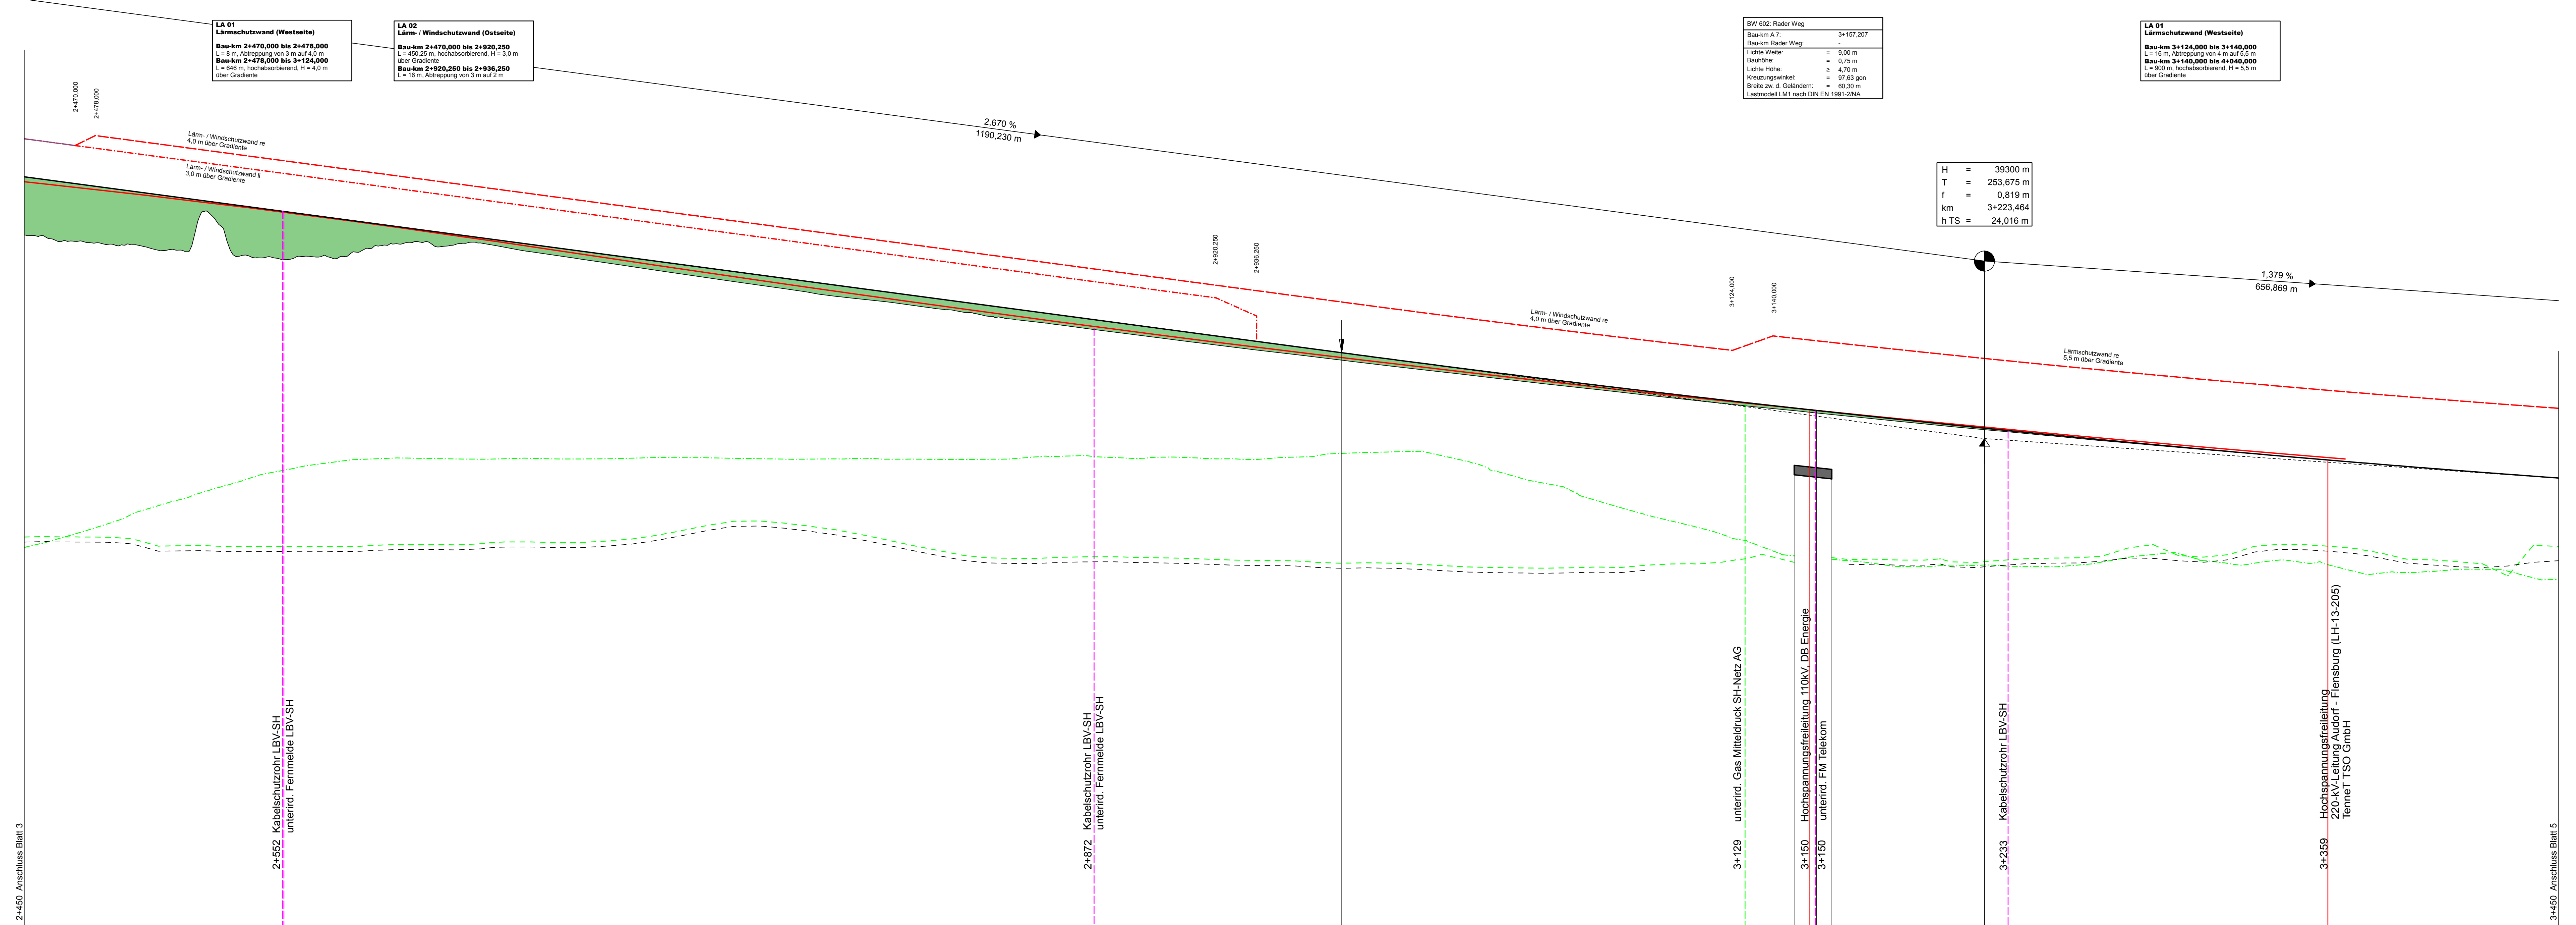 LA 01
Lärmschutzwand (Westseite)
Bau-km 2+470,000 bis 2+478,000
L = 8 m, Abtreppung von 3 m auf 4,0 m
Bau-km 2+478,000 bis 3+124,000
L = 646 m, hochabsorbierend, H = 4,0 m
über Gradiente
LA 02
Lärm- / Windschutzwand (Ostseite)
Bau-km 2+470,000 bis 2+920,250
L = 450,25 m, hochabsorbierend, H = 3,0 m
über Gradiente
Bau-km 2+920,250 bis 2+936,250
L = 16 m, Abtreppung von 3 m auf 2 m
BW 602: Rader Weg
Bau-km A 7: 3+157,207
Bau-km Rader Weg: -
Lichte Weite: = 9,00 m
Bauhöhe: = 0,75 m
Lichte Höhe: ≥ 4,70 m
Kreuzungswinkel: = 97,63 gon
Breite zw. d. Geländern: = 60,30 m
Lastmodell LM1 nach DIN EN 1991-2/NA
LA 01
Lärmschutzwand (Westseite)
Bau-km 3+124,000 bis 3+140,000
L = 16 m, Abtreppung von 4 m auf 5,5 m
Bau-km 3+140,000 bis 4+040,000
L = 900 m, hochabsorbierend, H = 5,5 m
über Gradiente
2+470,000
2+478,000
2,670 %
1190,230 m
Lärm- / Windschutzwand re
4,0 m über Gradiente
Lärm- / Windschutzwand li
3,0 m über Gradiente
H = 39300 m
T = 253,675 m
f = 0,819 m
km 3+223,464
h TS = 24,016 m
2+920,250
2+936,250
3+124,000
3+140,000
1,379 %
656,869 m
Lärm- / Windschutzwand re
4,0 m über Gradiente
Lärmschutzwand re
5,5 m über Gradiente
2+450 Anschluss Blatt 3
2+552 Kabelschutzrohr LBV-SH
unterird. Fernmelde LBV-SH
2+872 Kabelschutzrohr LBV-SH
unterird. Fernmelde LBV-SH
3+129 unterird. Gas Mitteldruck SH-Netz AG
3+150 Hochspannungsfreileitung 110kV, DB Energie
3+150 unterird. FM Telekom
3+233 Kabelschutzrohr LBV-SH
3+359 Hochspannungsfreileitung
220-kV-Leitung Audorf - Flensburg (LH-13-205)
TenneT TSO GmbH
3+450 Anschluss Blatt 5